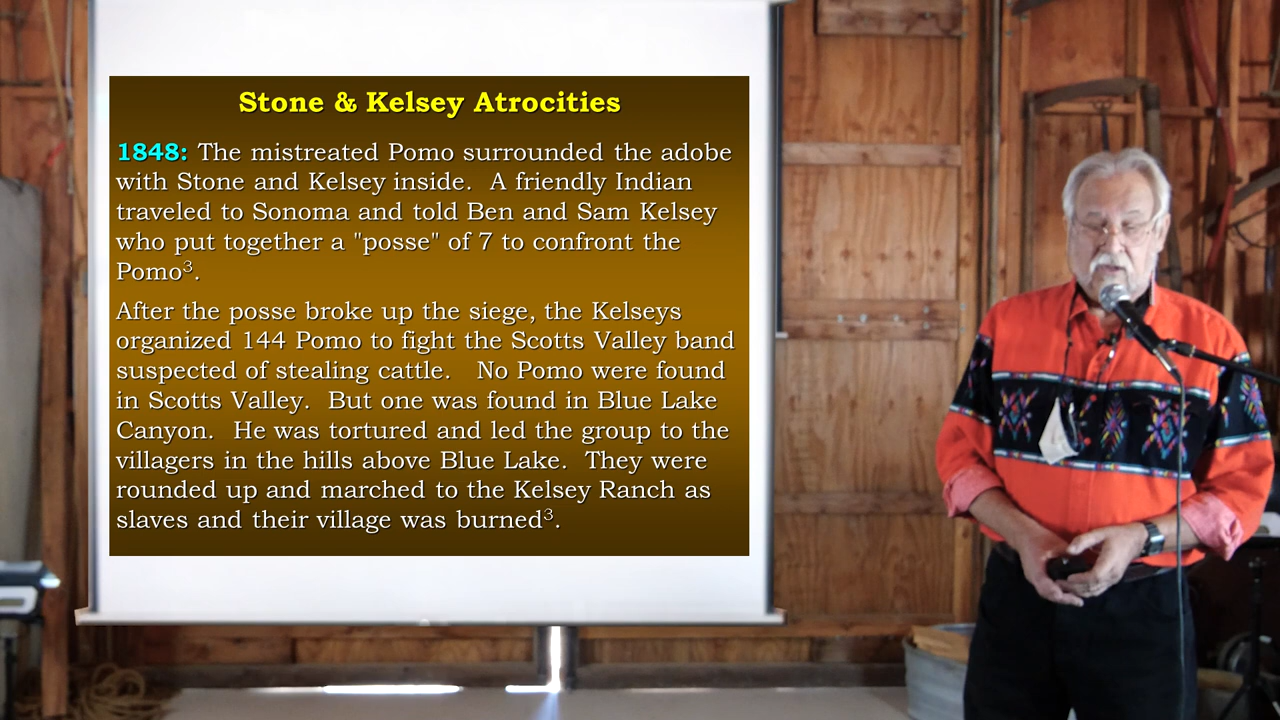 Stone & Kelsey Atrocities
1848: The mistreated Pomo surrounded the adobe
with Stone and Kelsey inside. A friendly Indian
traveled to Sonoma and told Ben and Sam Kelsey
who put together a "posse" of 7 to confront the
Pomo³.
After the posse broke up the siege, the Kelseys
organized 144 Pomo to fight the Scotts Valley band
suspected of stealing cattle. No Pomo were found
in Scotts Valley. But one was found in Blue Lake
Canyon. He was tortured and led the group to the
villagers in the hills above Blue Lake. They were
rounded up and marched to the Kelsey Ranch as
slaves and their village was burned³.